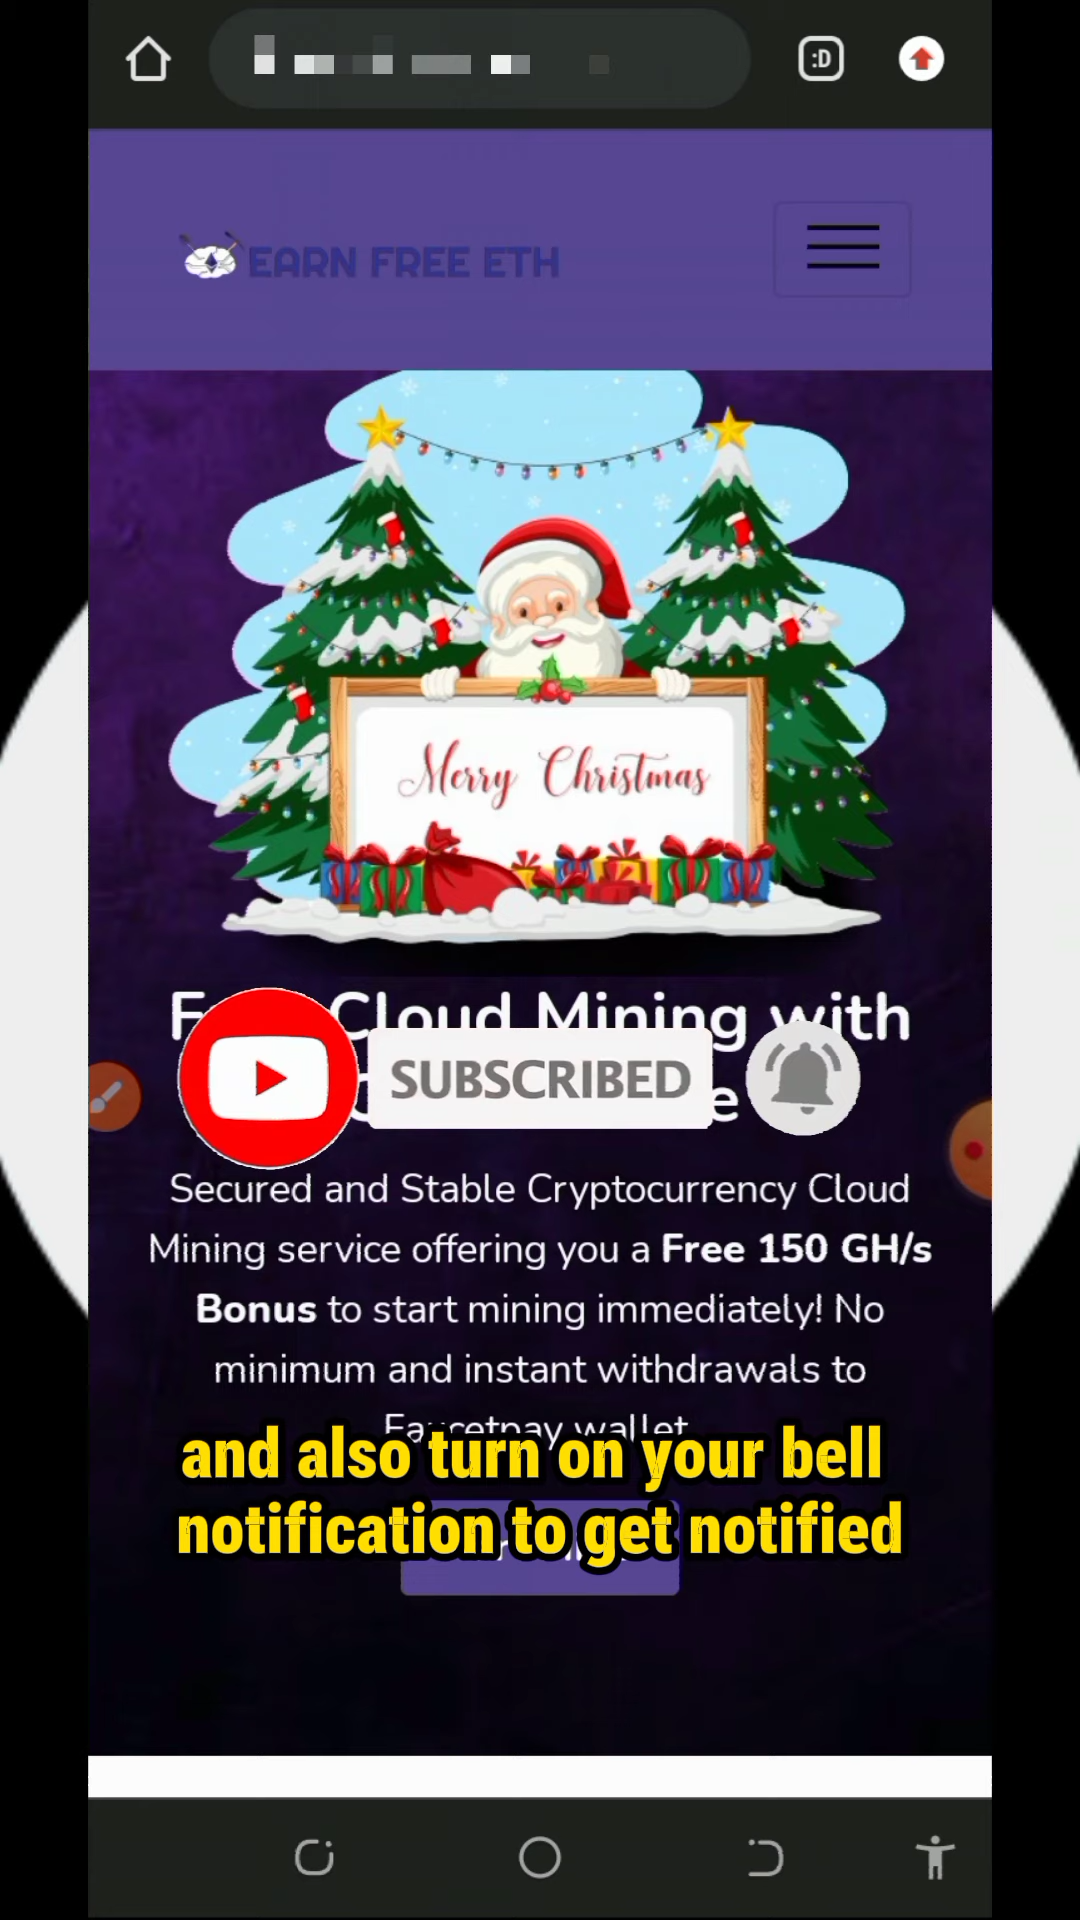 :D
EARN FREE ETH
Merry Christmas
Cloud Mining with
SUBSCRIBED
Secured and Stable Cryptocurrency Cloud
Mining service offering you a Free 150 GH/s
Bonus to start mining immediately! No
minimum and instant withdrawals to
Faucetpay wallet
and also turn on your bell
notification to get notified